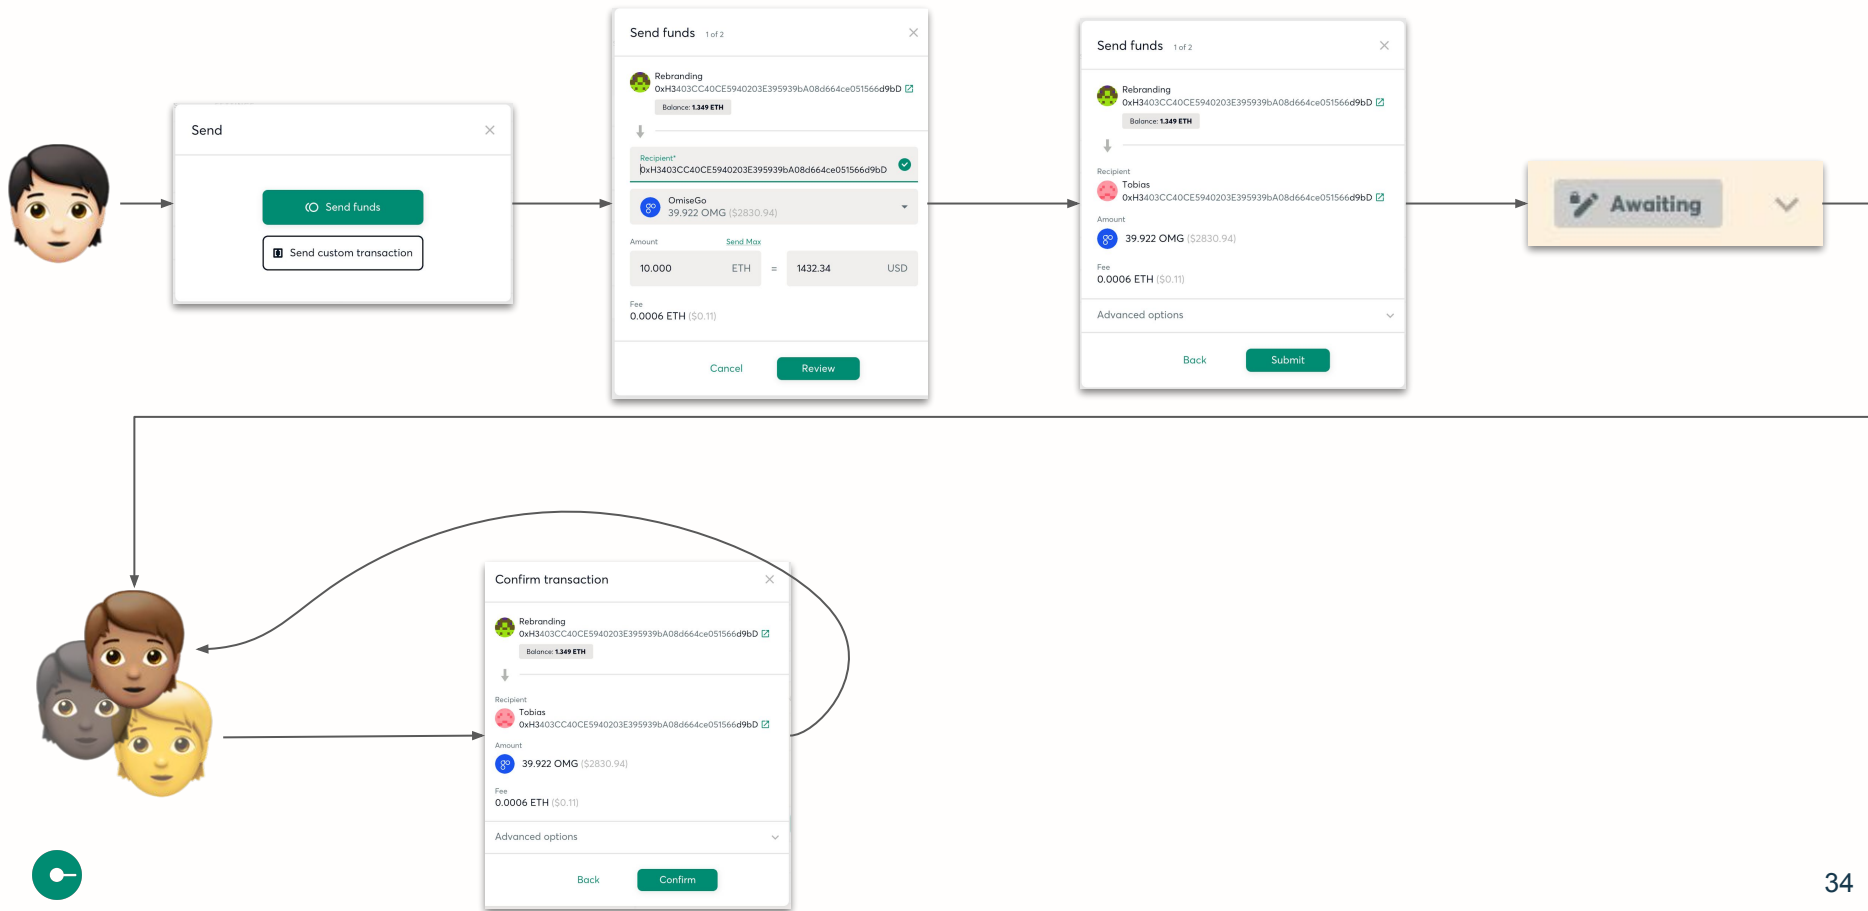 Send
Send funds
Send custom transaction
Send funds 1 of 2
Rebranding
0xH3403CC40CE5940203E395939bA08d664ce051566d9bD
Balance: 1.349 ETH
Recipient*
0xH3403CC40CE5940203E395939bA08d664ce051566d9bD
OmiseGo
39.922 OMG ($2830.94)
Amount Send Max
10.000 ETH = 1432.34 USD
Fee
0.0006 ETH ($0.11)
Cancel Review
Send funds 1 of 2
Rebranding
0xH3403CC40CE5940203E395939bA08d664ce051566d9bD
Balance: 1.349 ETH
Recipient
Tobias
0xH3403CC40CE5940203E395939bA08d664ce051566d9bD
Amount
39.922 OMG ($2830.94)
Fee
0.0006 ETH ($0.11)
Advanced options
Back Submit
Awaiting
Confirm transaction
Rebranding
0xH3403CC40CE5940203E395939bA08d664ce051566d9bD
Balance: 1.349 ETH
Recipient
Tobias
0xH3403CC40CE5940203E395939bA08d664ce051566d9bD
Amount
39.922 OMG ($2830.94)
Fee
0.0006 ETH ($0.11)
Advanced options
Back Confirm
34